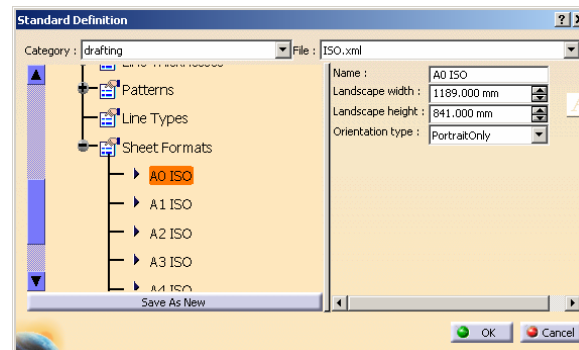 Standard Definition
Category : drafting File : ISO.xml
Patterns
Line Types
Sheet Formats
A0 ISO
A1 ISO
A2 ISO
A3 ISO
A4 ISO
Save As New
Name : A0 ISO
Landscape width : 1189.000 mm
Landscape height : 841.000 mm
Orientation type : PortraitOnly
OK Cancel